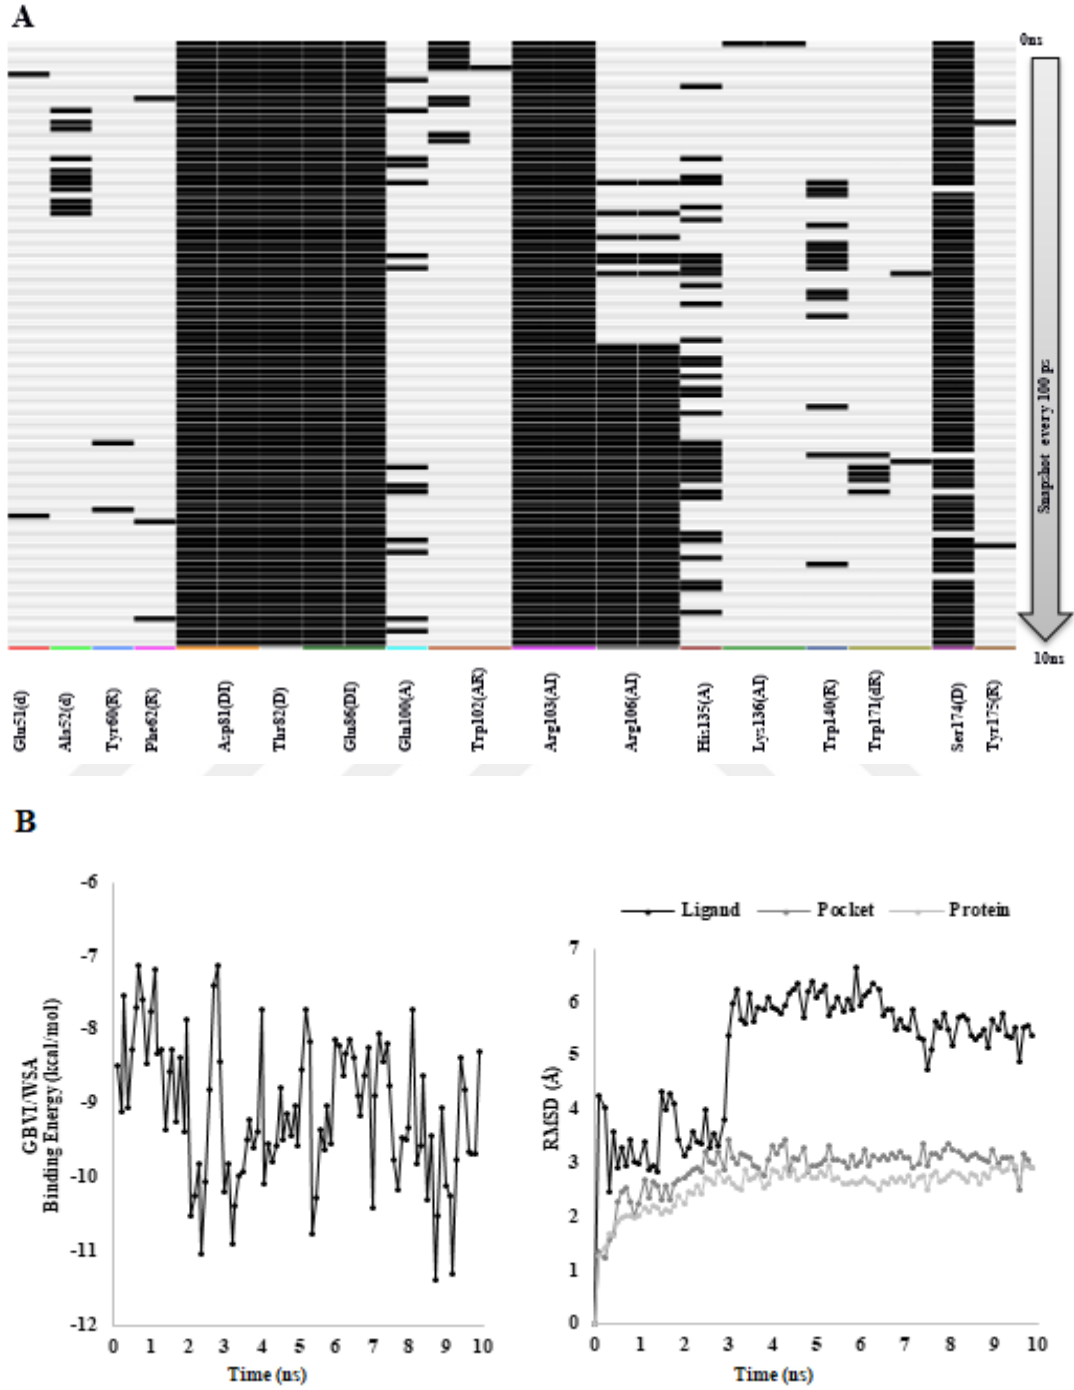 A
0ns
Snapshot every 100 ps
10ns
Glu51(d)
Ala52(d)
Tyr60(R)
Phe62(R)
Asp81(DI)
Thr82(D)
Glu86(DI)
Glu100(A)
Trp102(AR)
Arg103(AI)
Arg106(AI)
His135(A)
Lys136(AI)
Trp140(R)
Trp171(dR)
Ser174(D)
Tyr175(R)
B
-6
-7
-8
-9
-10
-11
-12
GBVI/WSA
Binding Energy (kcal/mol)
0 1 2 3 4 5 6 7 8 9 10
Time (ns)
Ligand Pocket Protein
7
6
5
4
3
2
1
0
RMSD (Å)
0 1 2 3 4 5 6 7 8 9 10
Time (ns)